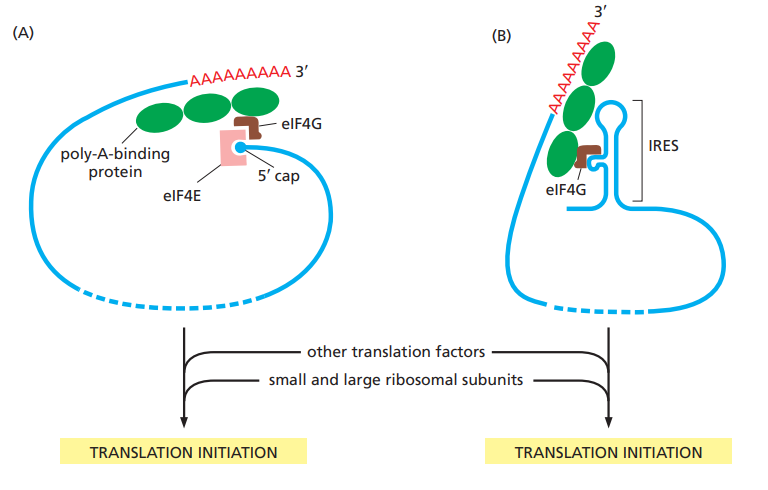 (A)
AAAAAAAAA 3′
eIF4G
poly-A-binding
protein
5′ cap
eIF4E
(B)
3′
AAAAAAAAA
IRES
eIF4G
other translation factors
small and large ribosomal subunits
TRANSLATION INITIATION
TRANSLATION INITIATION